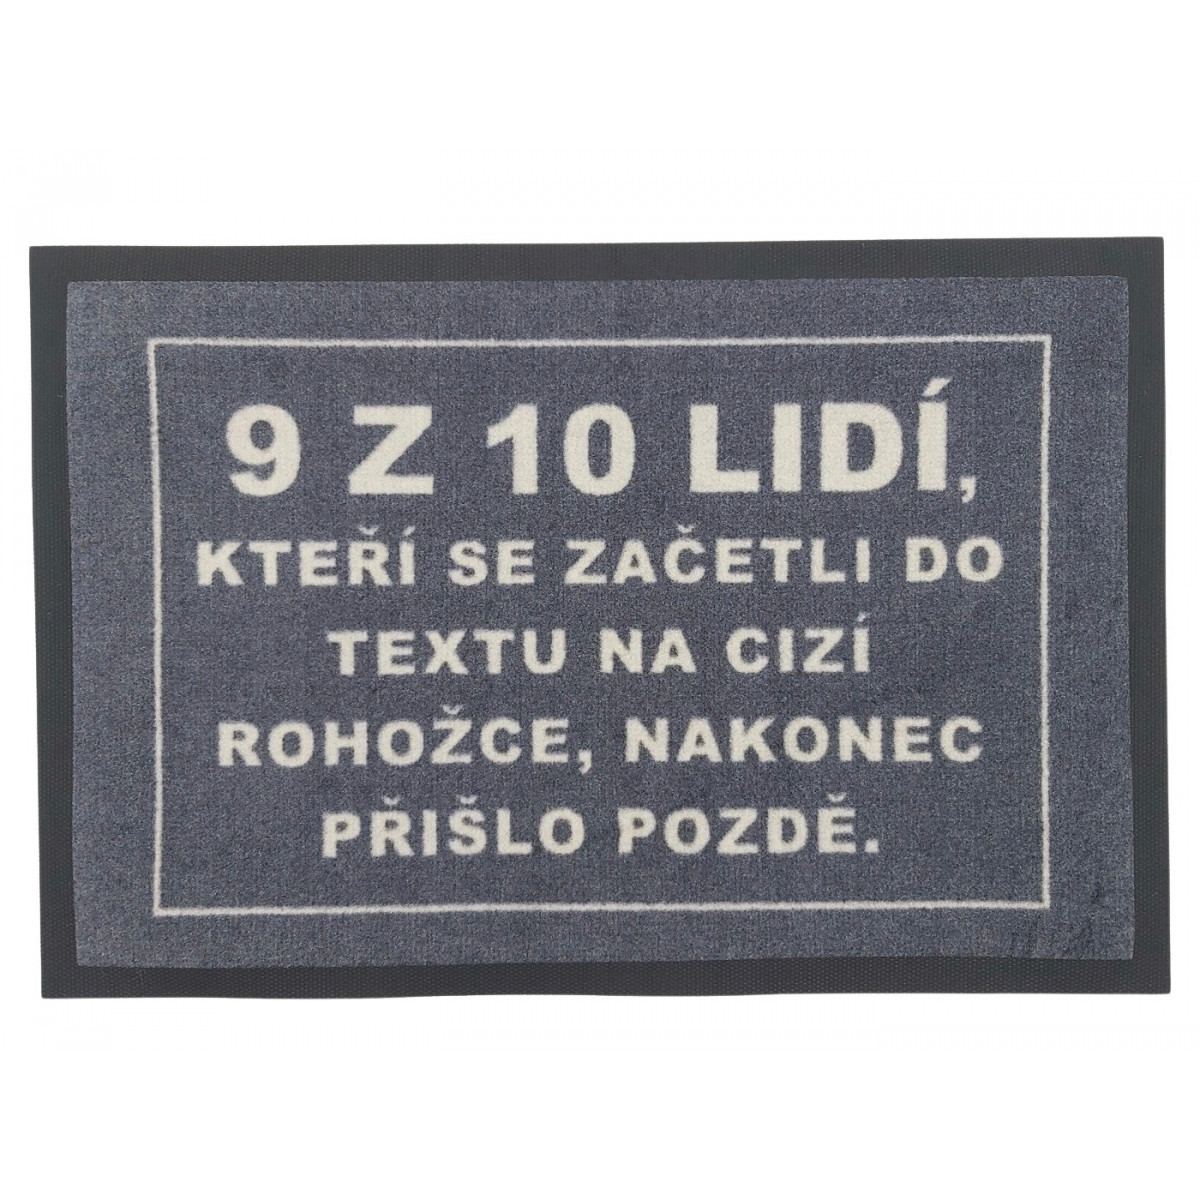 9 Z 10 LIDÍ,
KTEŘÍ SE ZAČETLI DO
TEXTU NA CIZÍ
ROHOŽCE, NAKONEC
PŘIŠLO POZDĚ.